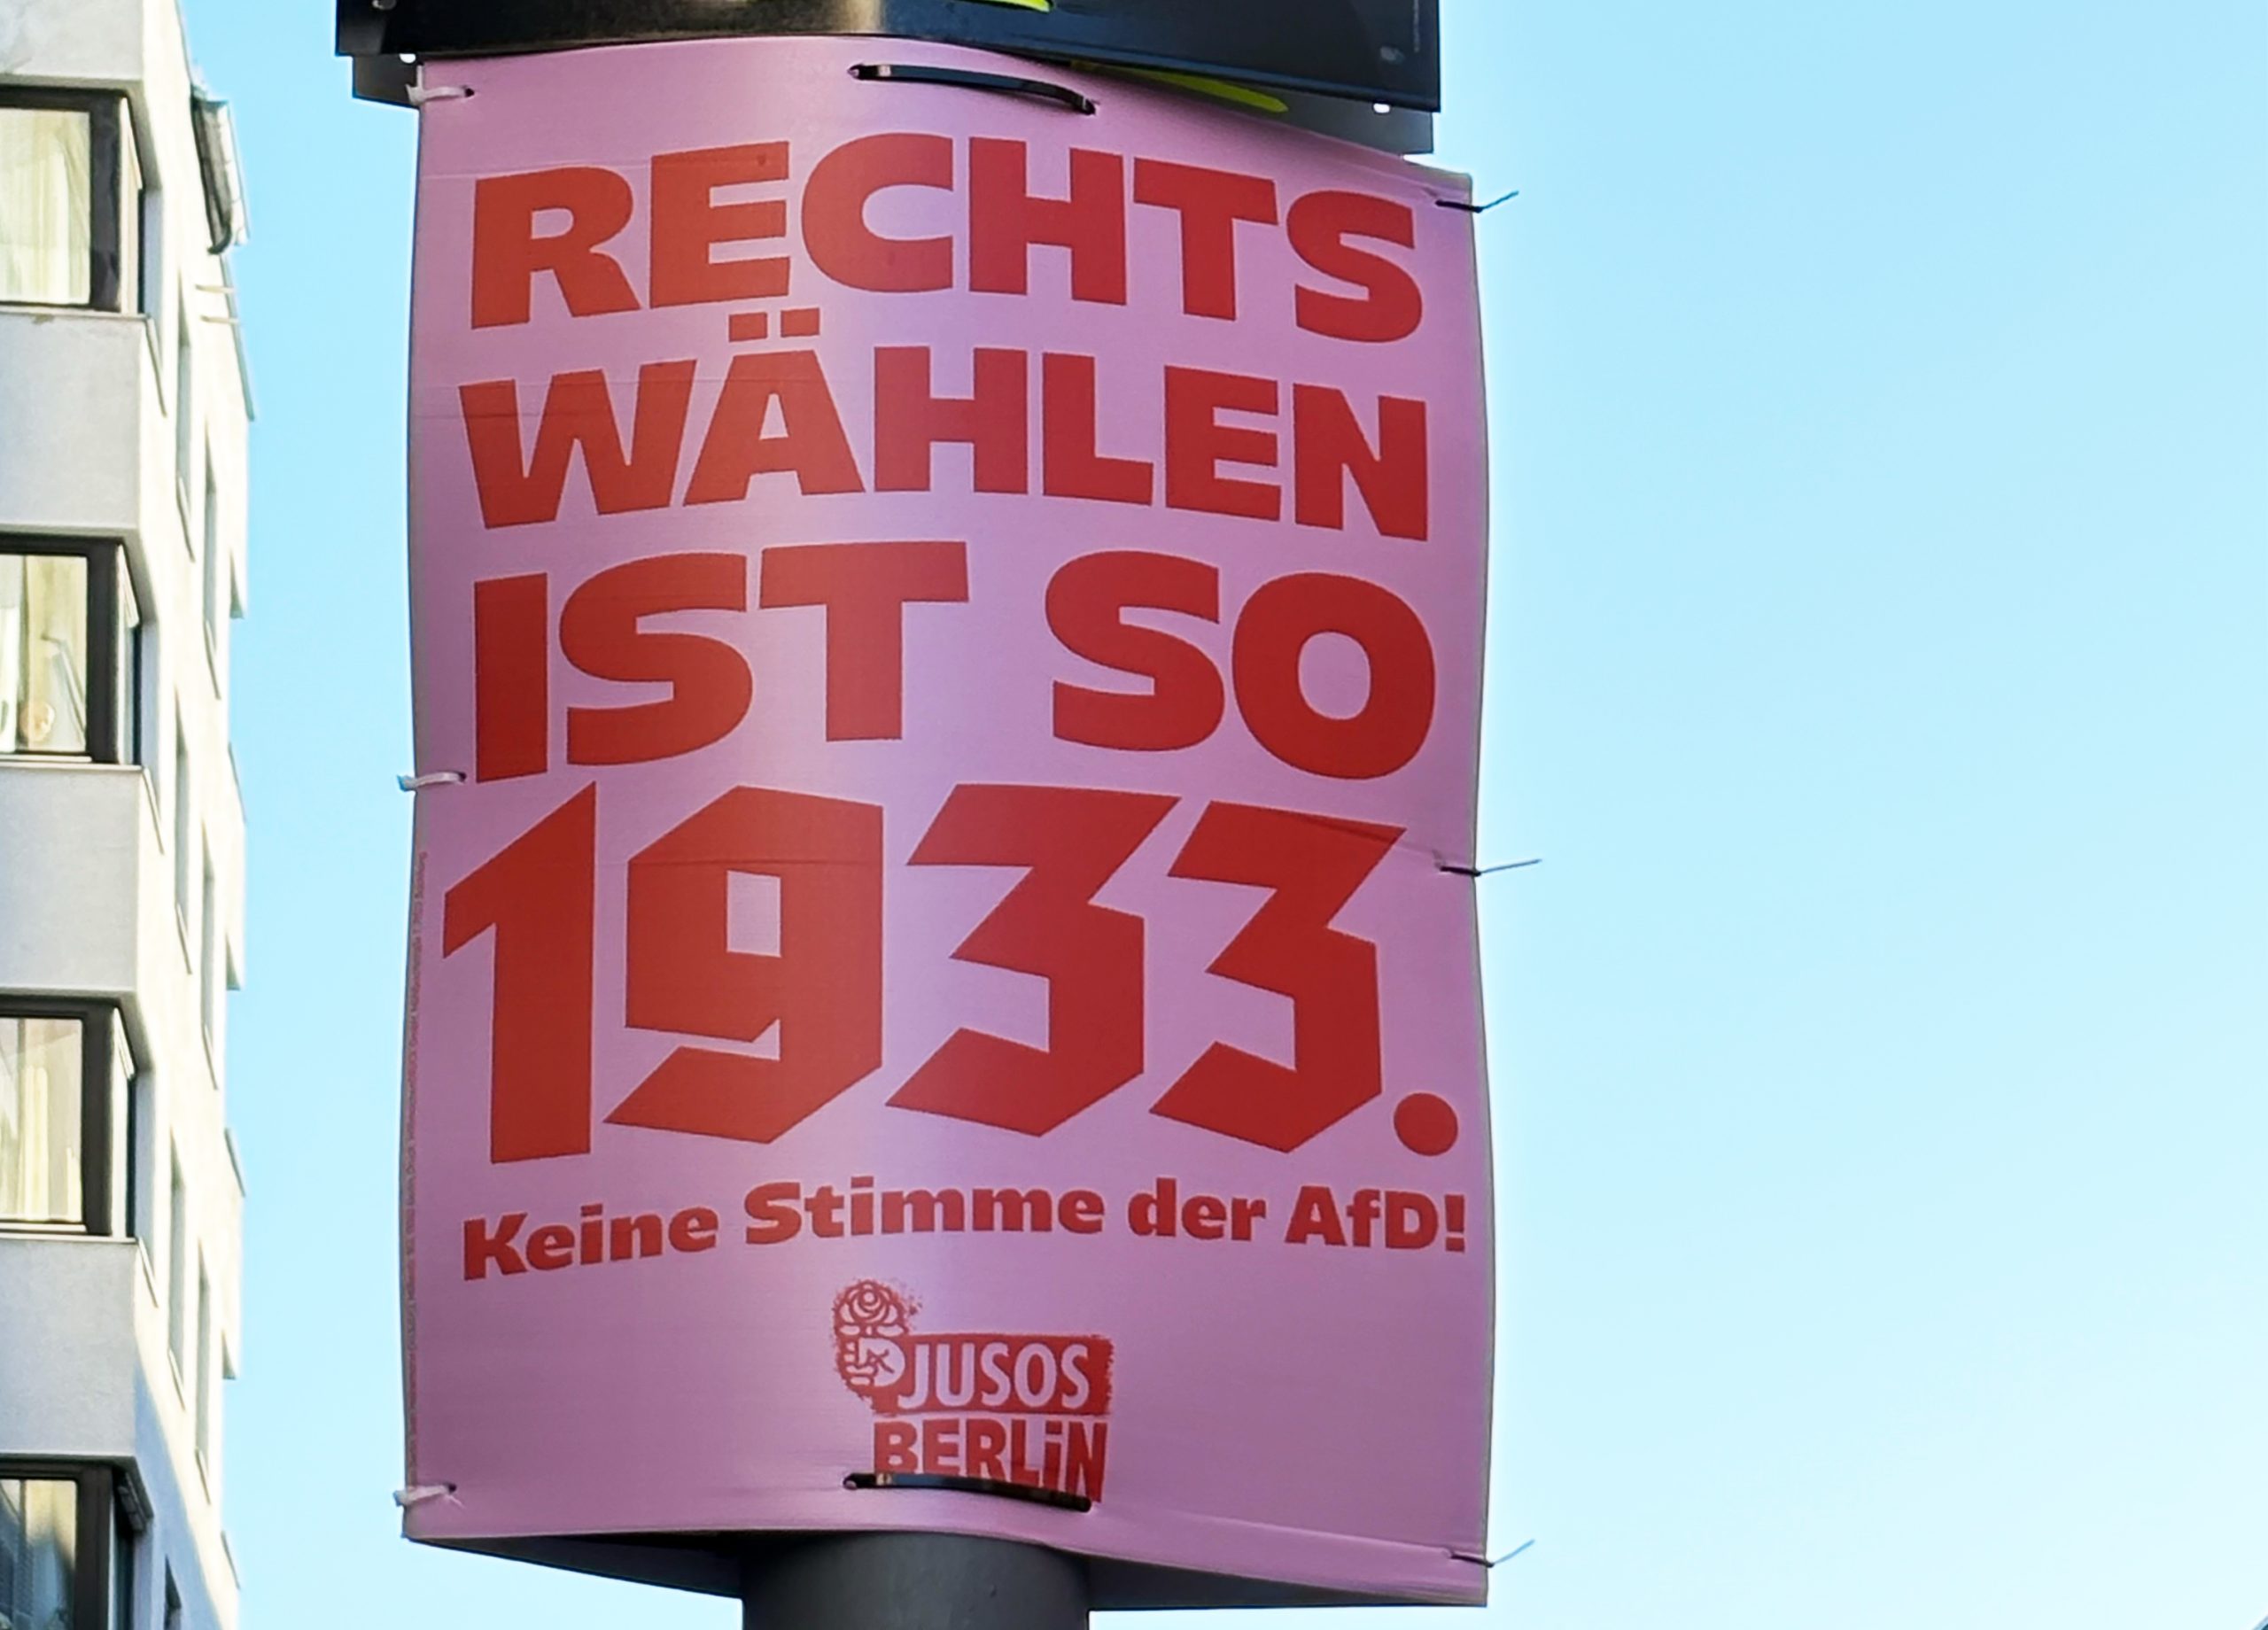 RECHTS
WÄHLEN
IST SO
1933.
Keine Stimme der AfD!
JUSOS
BERLiN